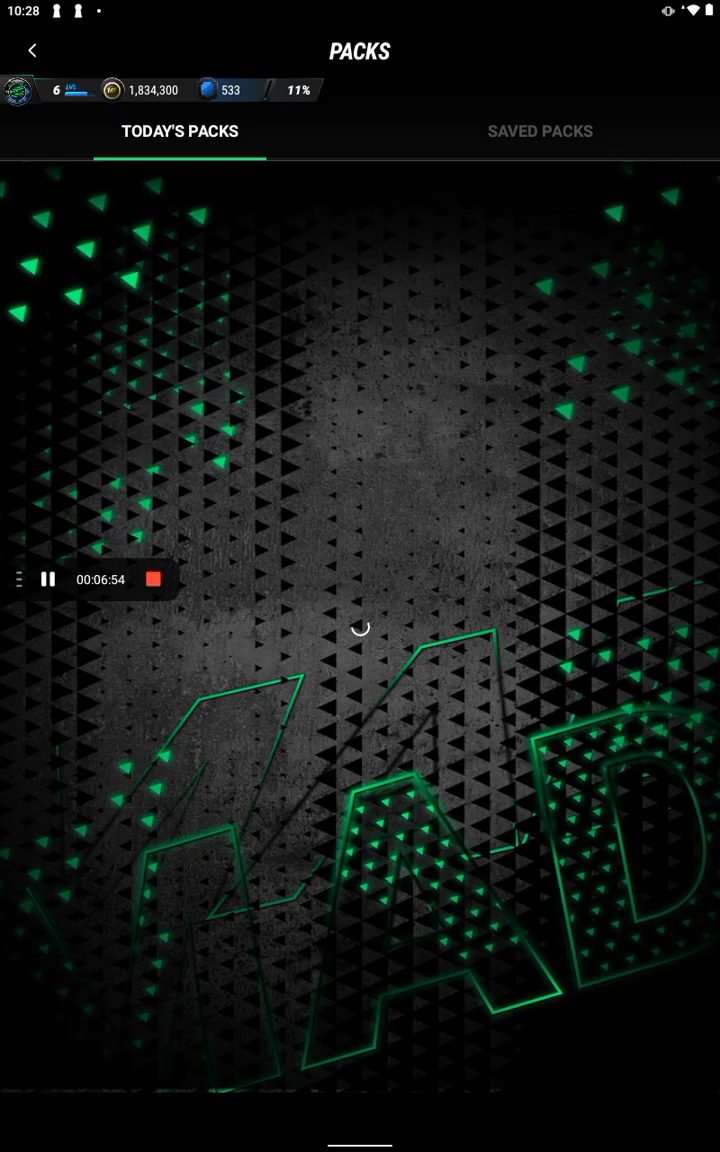 10:28
PACKS
6 LVL 1,834,300 533 11%
TODAY'S PACKS SAVED PACKS
00:06:54